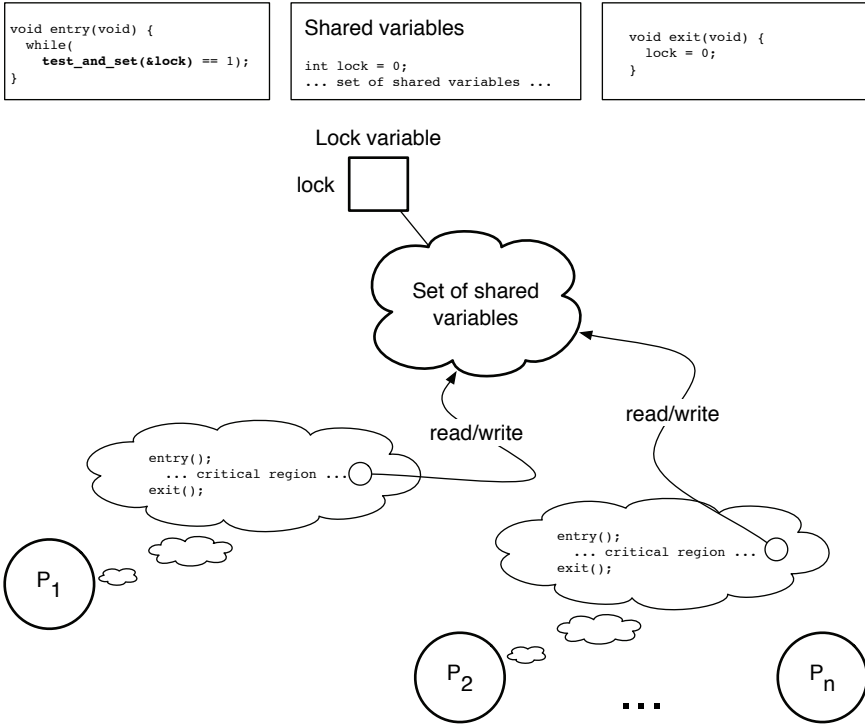 void entry(void) {
while(
test_and_set(&lock) == 1);
}
Shared variables
int lock = 0;
... set of shared variables ...
void exit(void) {
lock = 0;
}
Lock variable
lock
Set of shared
variables
read/write
read/write
entry();
... critical region ...
exit();
entry();
... critical region ...
exit();
P1
P2
...
Pn